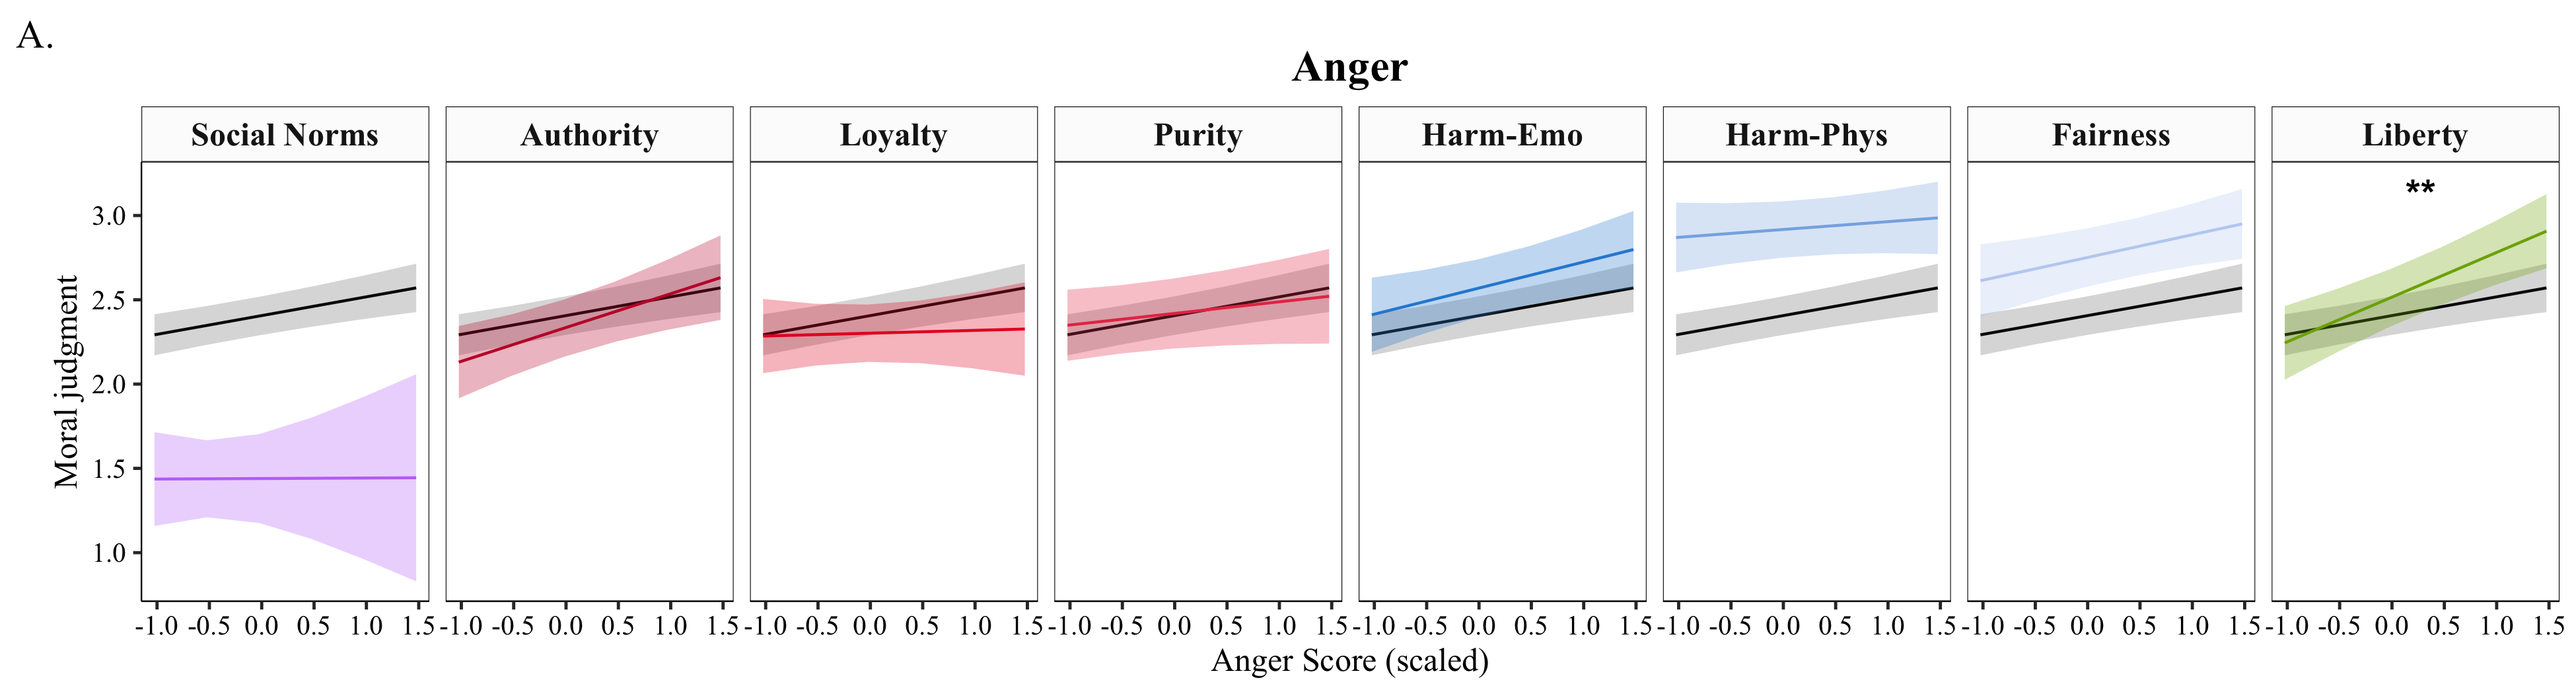 A.
Anger
Social Norms Authority Loyalty Purity Harm-Emo Harm-Phys Fairness Liberty
**
3.0
2.5
2.0
1.5
1.0
Moral judgment
-1.0 -0.5 0.0 0.5 1.0 1.5 -1.0 -0.5 0.0 0.5 1.0 1.5 -1.0 -0.5 0.0 0.5 1.0 1.5 -1.0 -0.5 0.0 0.5 1.0 1.5 -1.0 -0.5 0.0 0.5 1.0 1.5 -1.0 -0.5 0.0 0.5 1.0 1.5 -1.0 -0.5 0.0 0.5 1.0 1.5 -1.0 -0.5 0.0 0.5 1.0 1.5
Anger Score (scaled)